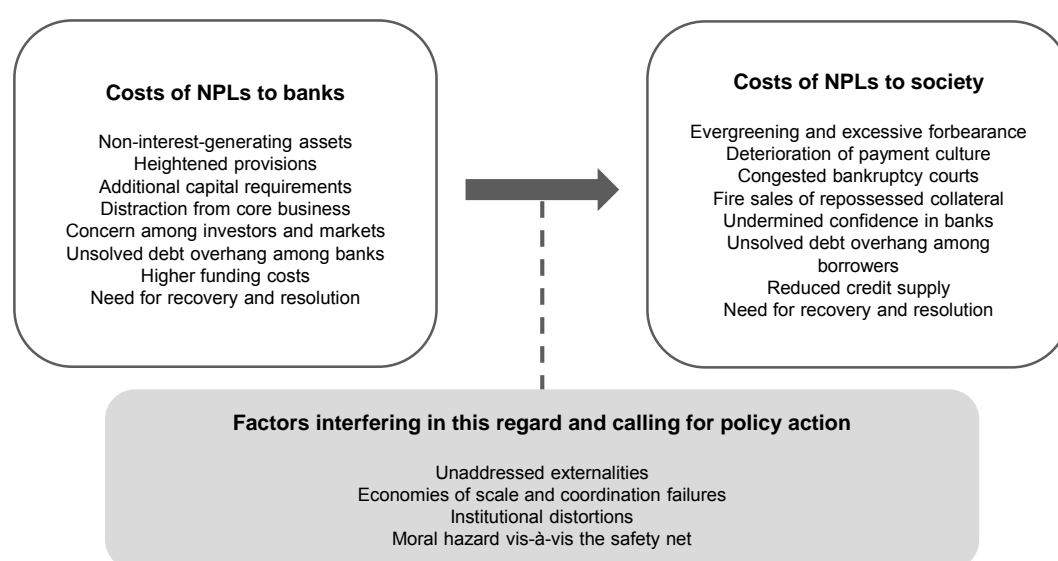 Costs of NPLs to banks
Non-interest-generating assets
Heightened provisions
Additional capital requirements
Distraction from core business
Concern among investors and markets
Unsolved debt overhang among banks
Higher funding costs
Need for recovery and resolution
Costs of NPLs to society
Evergreening and excessive forbearance
Deterioration of payment culture
Congested bankruptcy courts
Fire sales of repossessed collateral
Undermined confidence in banks
Unsolved debt overhang among
borrowers
Reduced credit supply
Need for recovery and resolution
Factors interfering in this regard and calling for policy action
Unaddressed externalities
Economies of scale and coordination failures
Institutional distortions
Moral hazard vis-à-vis the safety net